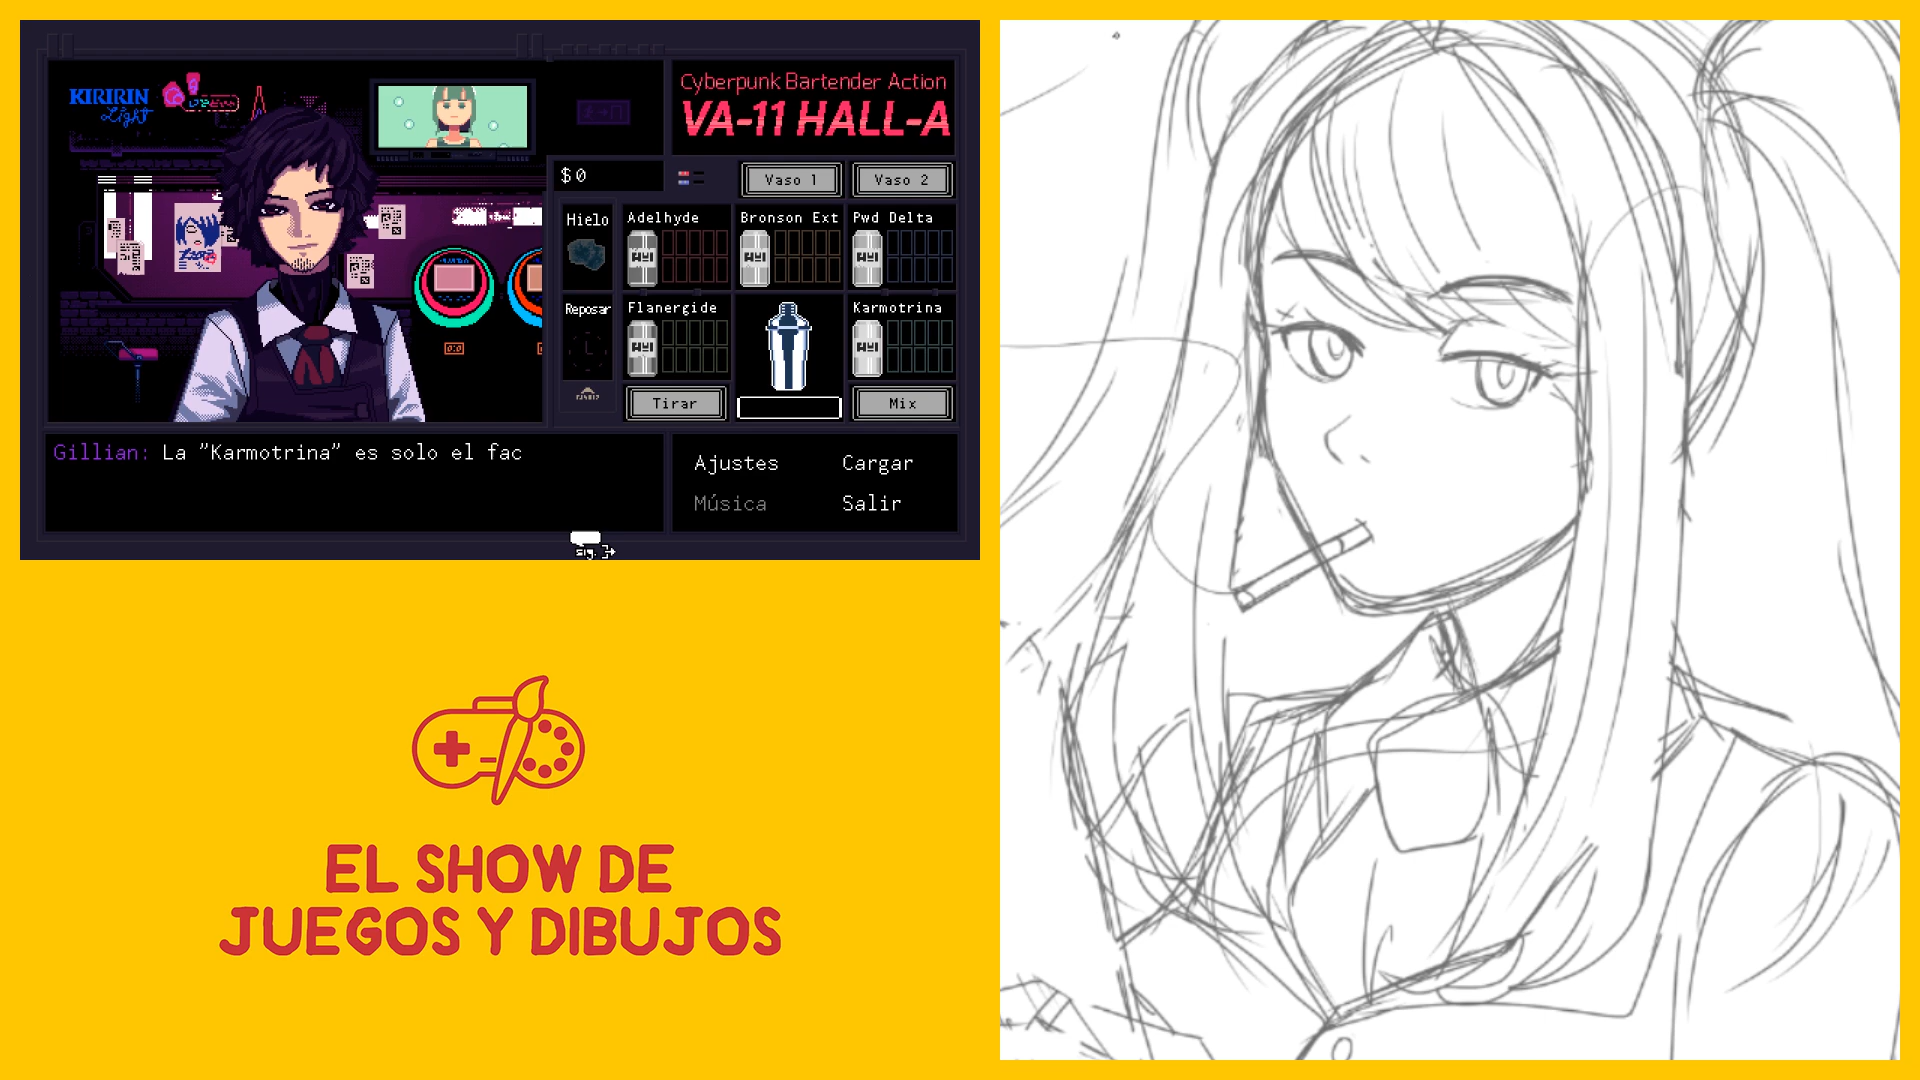 KIRIRIN
Light
Cyberpunk Bartender Action
VA-11 HALL-A
$0
Vaso 1
Vaso 2
Hielo
Adelhyde
Bronson Ext
Pwd Delta
Reposar
Flanergide
Karmotrina
Tirar
Mix
Gillian: La "Karmotrina" es solo el fac
Ajustes
Cargar
Música
Salir
sig.
EL SHOW DE
JUEGOS Y DIBUJOS